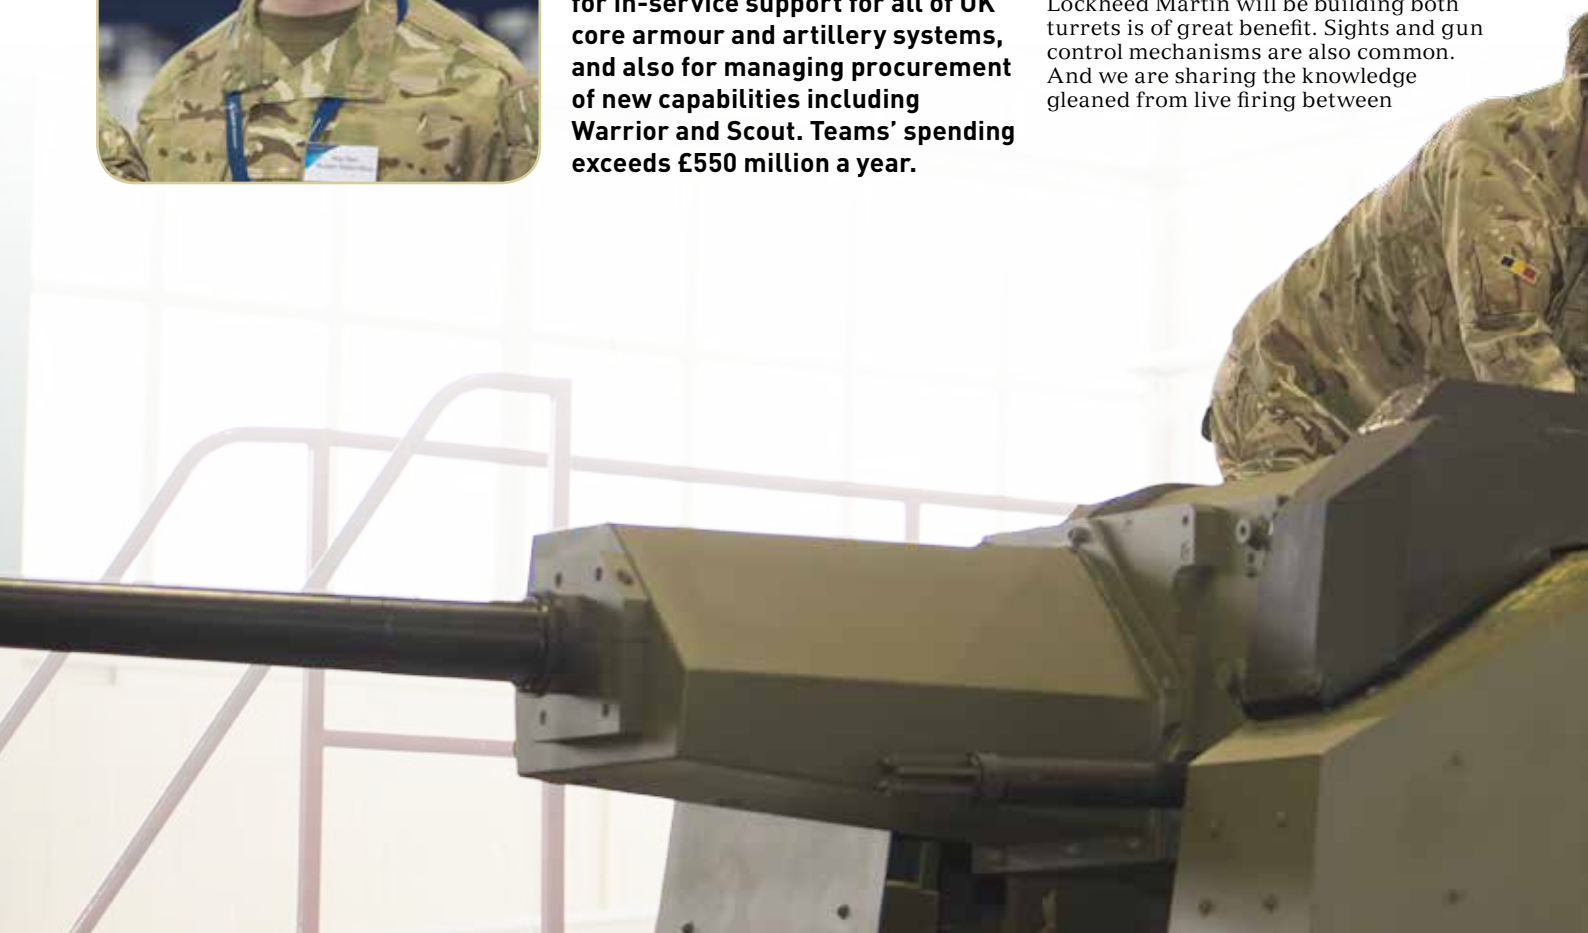 for in-service support for all of UK
core armour and artillery systems,
and also for managing procurement
of new capabilities including
Warrior and Scout. Teams’ spending
exceeds £550 million a year.
Lockheed Martin will be building both
turrets is of great benefit. Sights and gun
control mechanisms are also common.
And we are sharing the knowledge
gleaned from live firing between